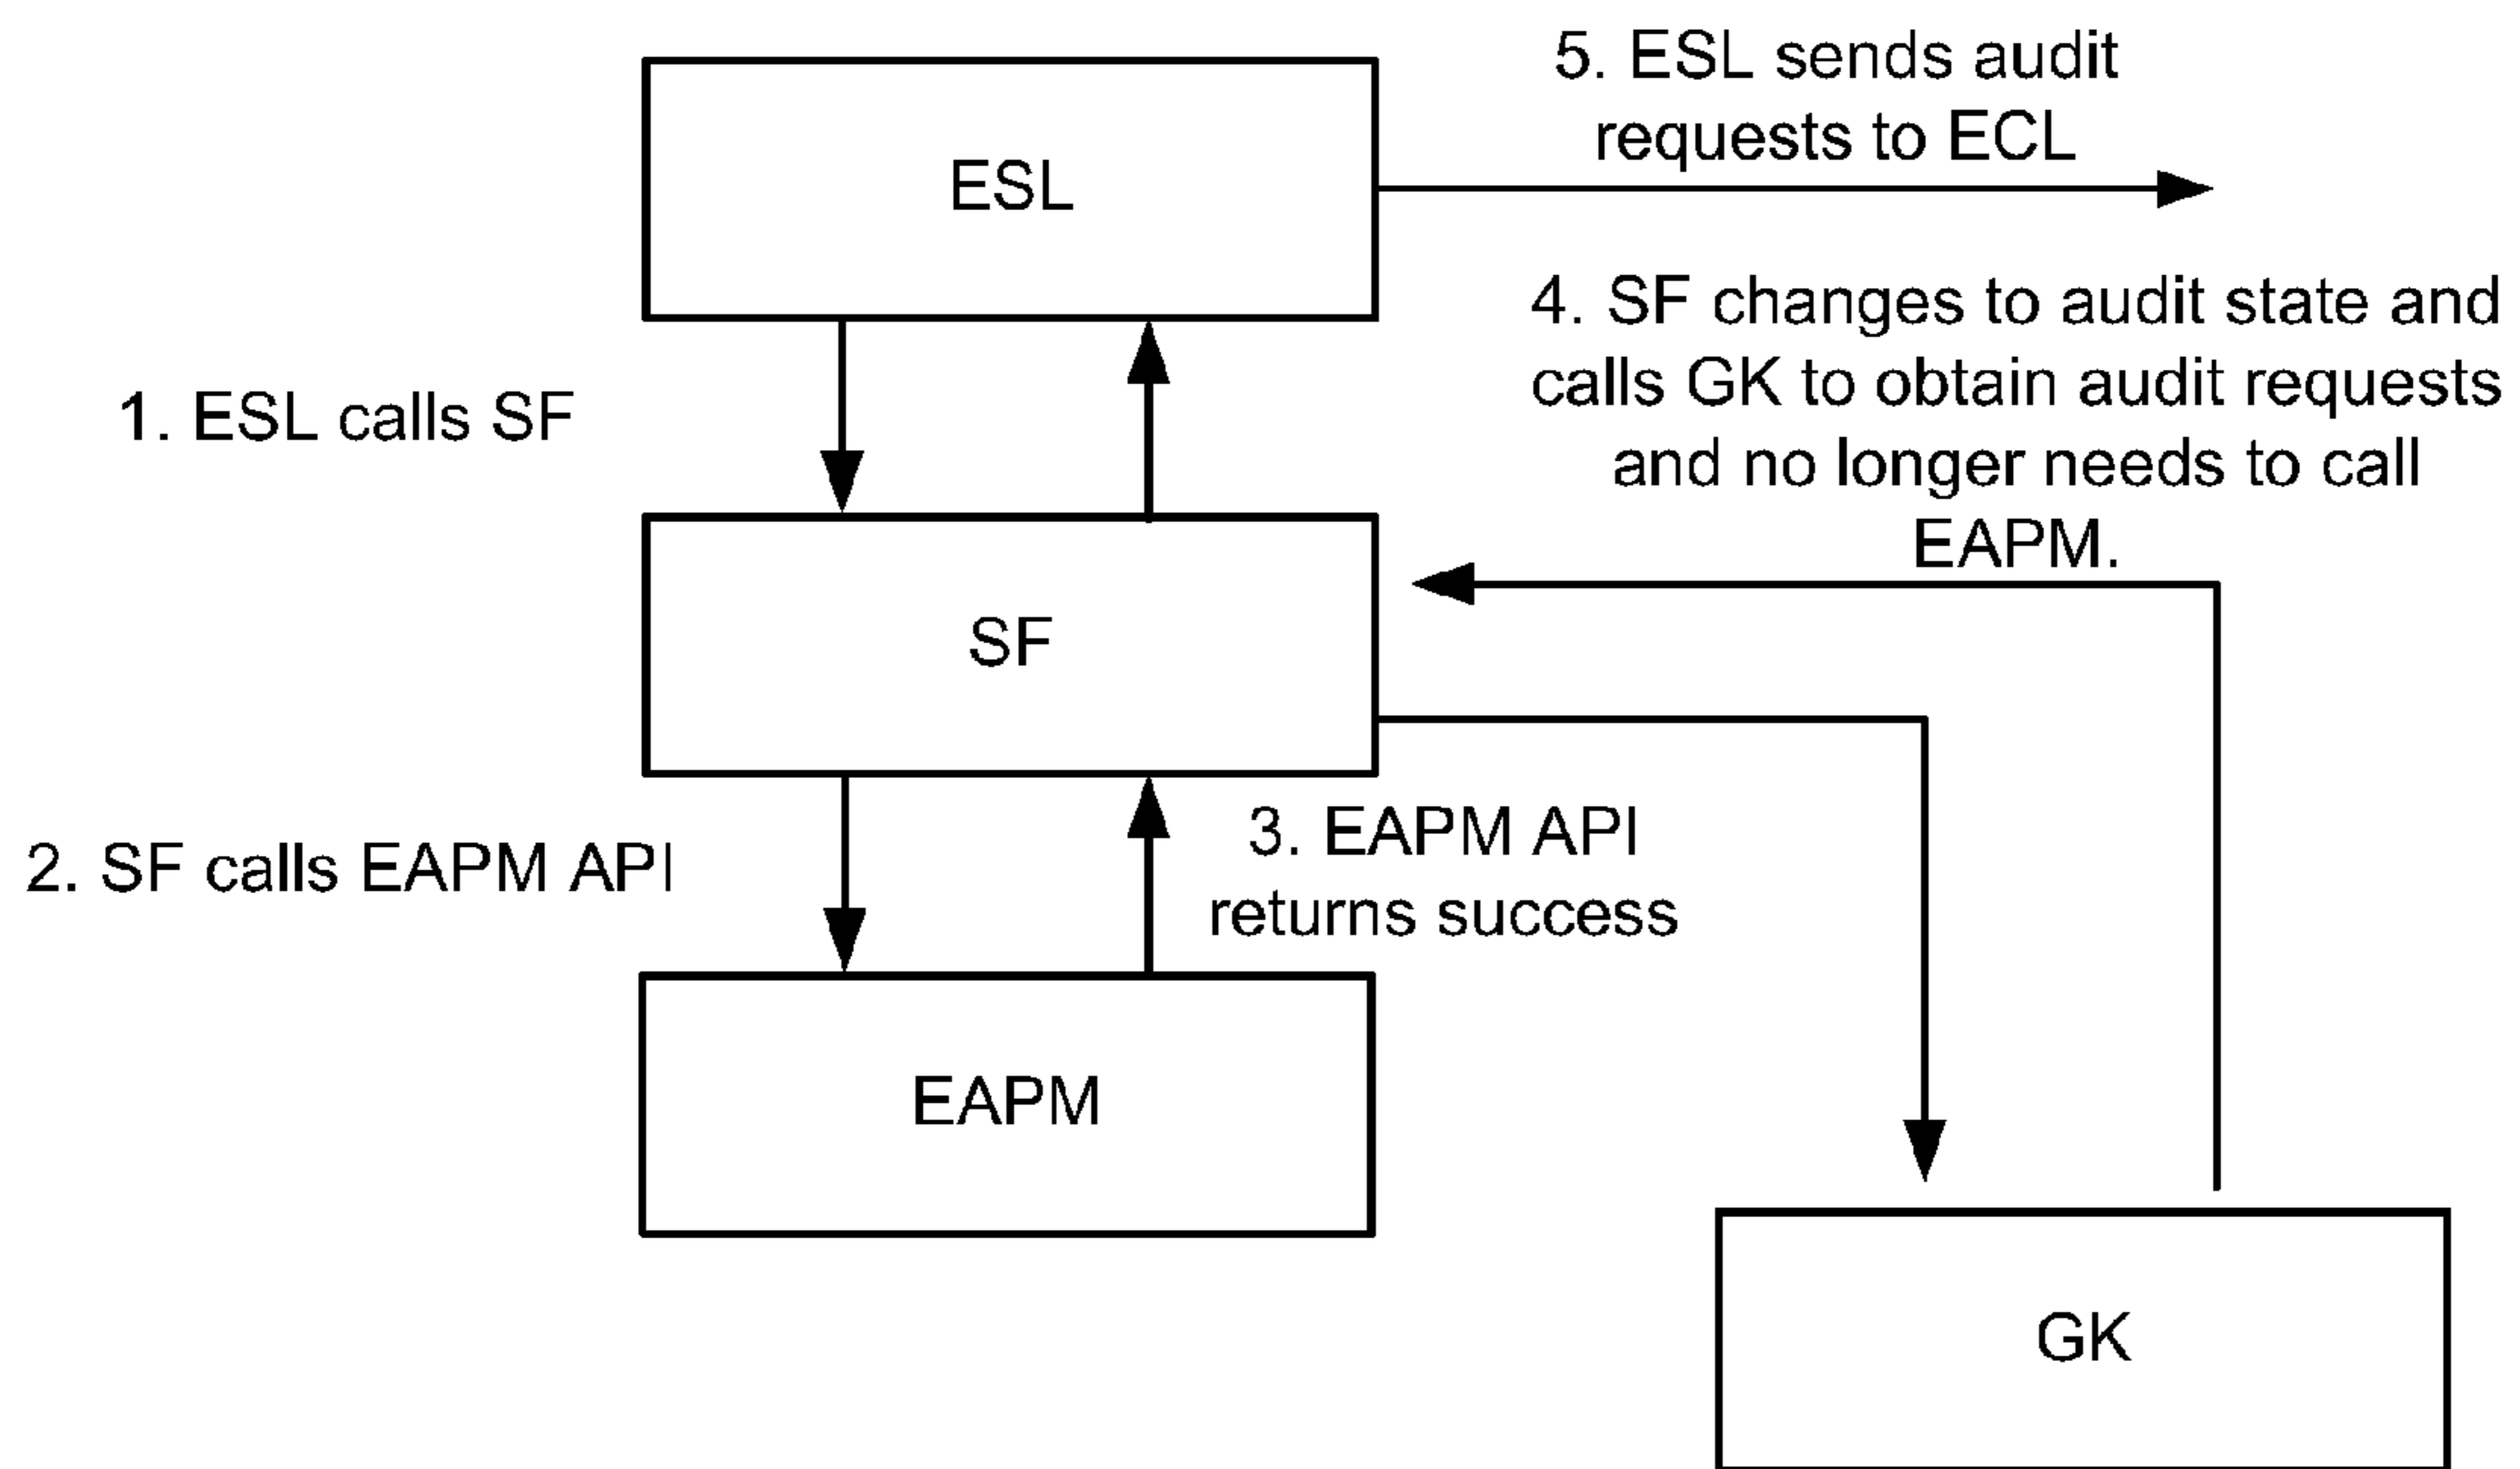 5. ESL sends audit
requests to ECL
ESL
4. SF changes to audit state and
calls GK to obtain audit requests
and no longer needs to call
EAPM.
1. ESL calls SF
SF
2. SF calls EAPM API
3. EAPM API
returns success
EAPM
GK